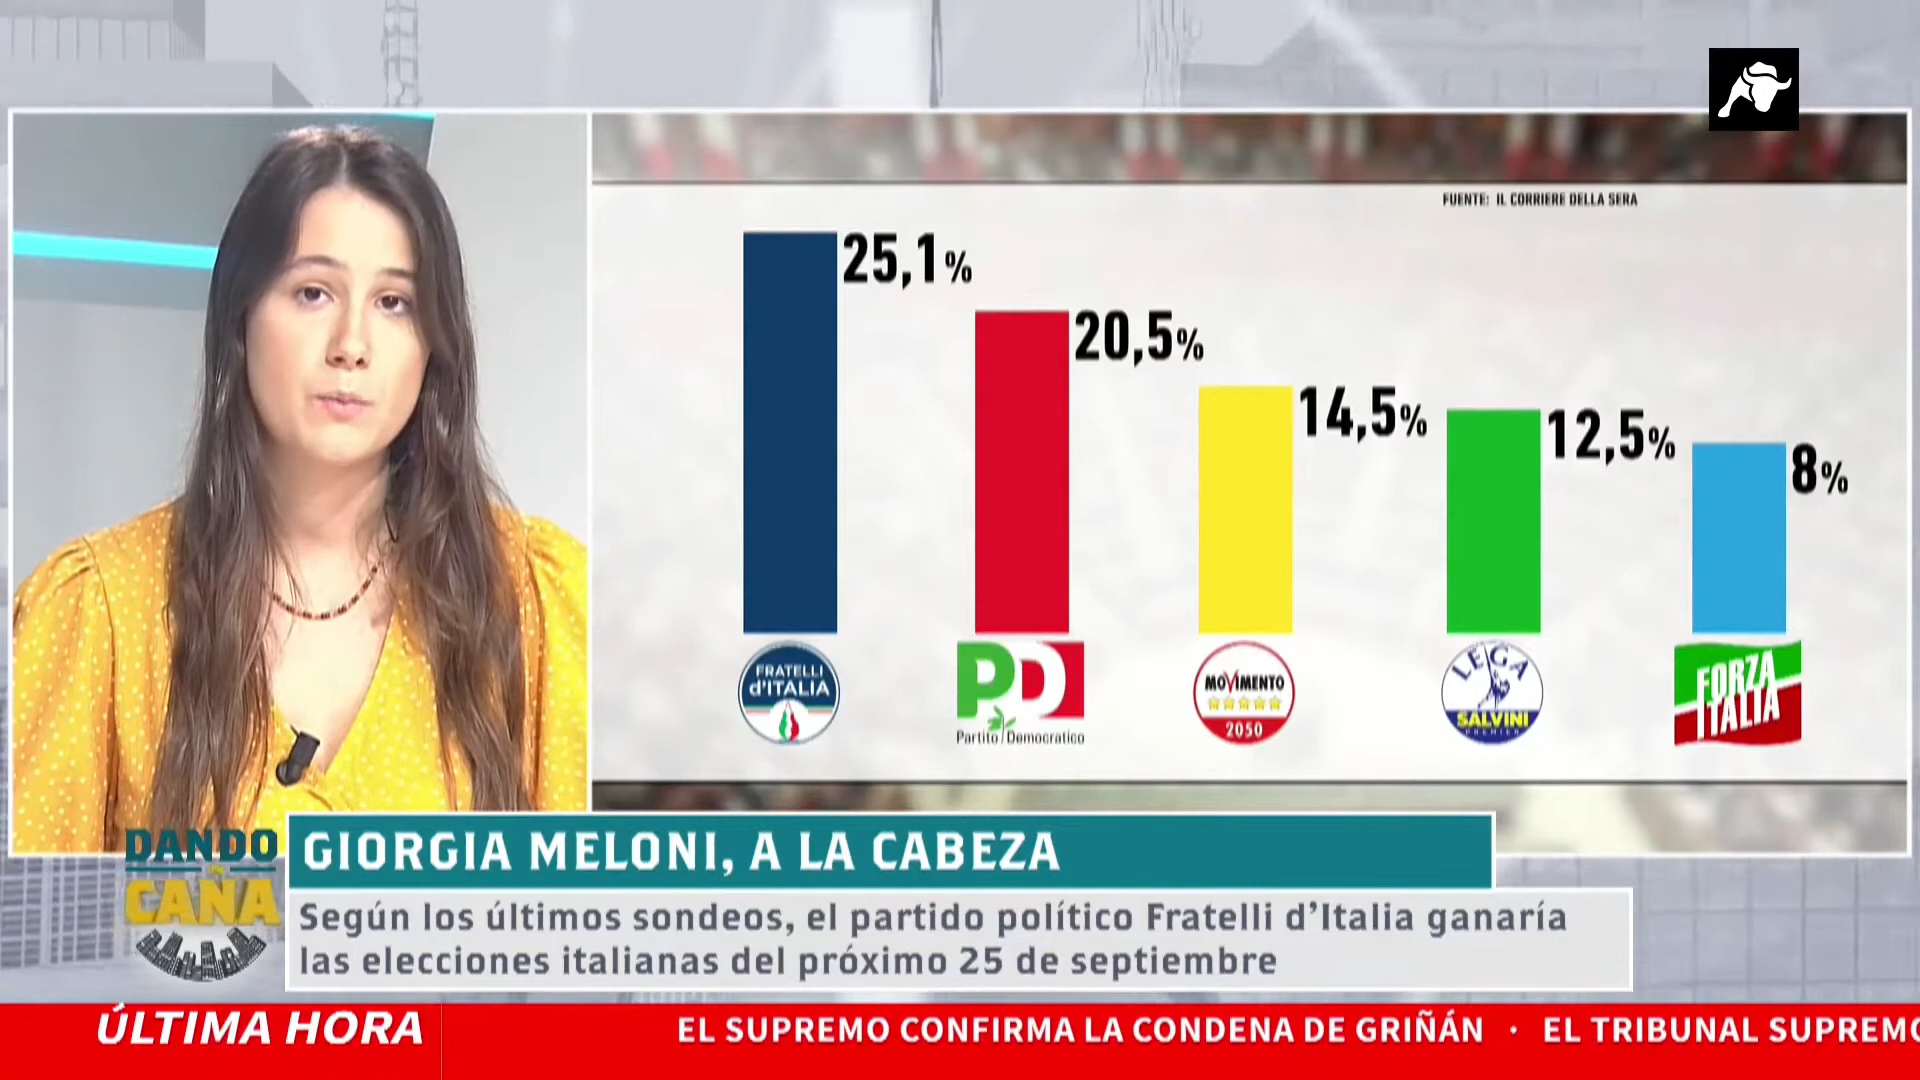 FUENTE: IL CORRIERE DELLA SERA
25,1%
20,5%
14,5%
12,5%
8%
FRATELLI
d'ITALIA
PD
Partito Democratico
MOVIMENTO
2050
LEGA
SALVINI
PREMIER
FORZA
ITALIA
DANDO
CAÑA
GIORGIA MELONI, A LA CABEZA
Según los últimos sondeos, el partido político Fratelli d'Italia ganaría
las elecciones italianas del próximo 25 de septiembre
ÚLTIMA HORA
EL SUPREMO CONFIRMA LA CONDENA DE GRIÑÁN · EL TRIBUNAL SUPREMO